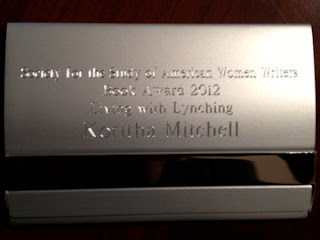 Society for the Study of American Women Writers
Book Award 2012
Living with Lynching
Koritha Mitchell